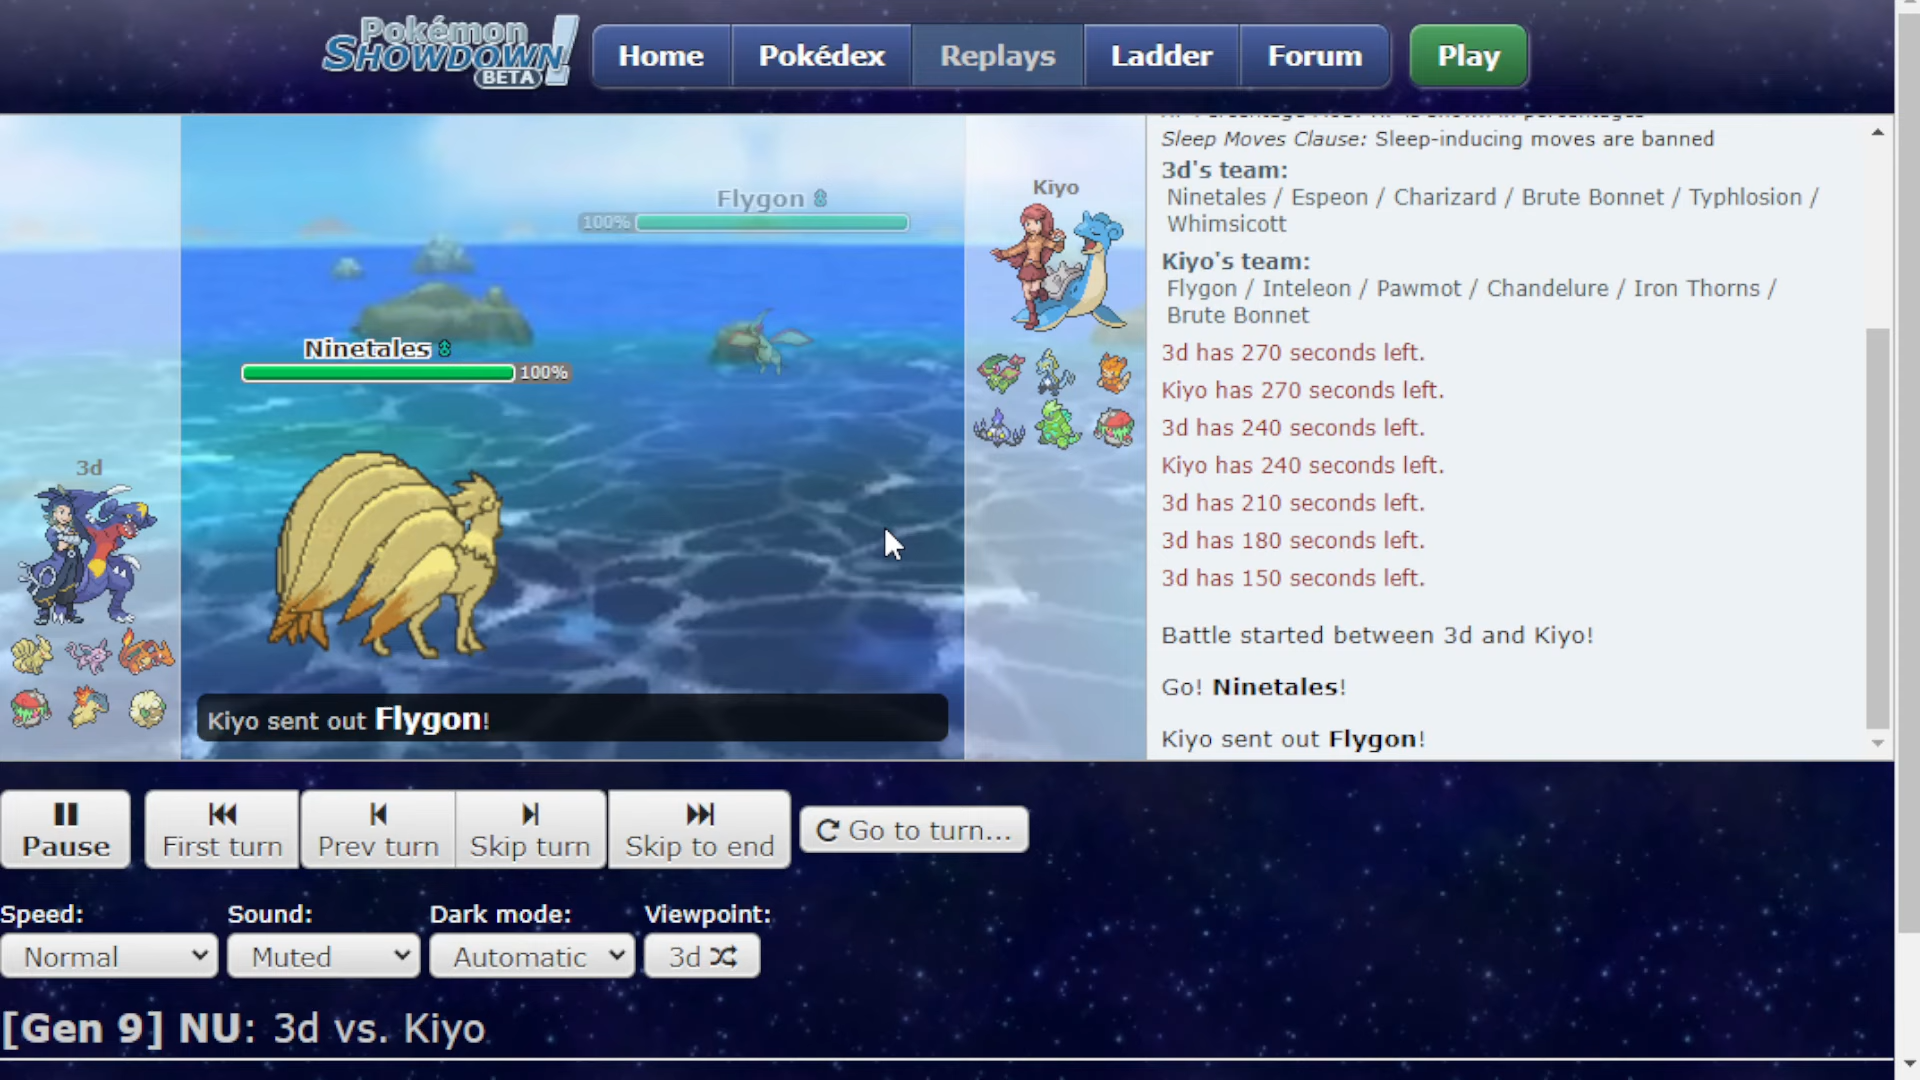 Pokémon
SHOWDOWN!
BETA
Home
Pokédex
Replays
Ladder
Forum
Play
Flygon
100%
Ninetales
100%
3d
Kiyo
Kiyo sent out Flygon!
Sleep Moves Clause: Sleep-inducing moves are banned
3d's team:
Ninetales / Espeon / Charizard / Brute Bonnet / Typhlosion /
Whimsicott
Kiyo's team:
Flygon / Inteleon / Pawmot / Chandelure / Iron Thorns /
Brute Bonnet
3d has 270 seconds left.
Kiyo has 270 seconds left.
3d has 240 seconds left.
Kiyo has 240 seconds left.
3d has 210 seconds left.
3d has 180 seconds left.
3d has 150 seconds left.
Battle started between 3d and Kiyo!
Go! Ninetales!
Kiyo sent out Flygon!
Pause
First turn
Prev turn
Skip turn
Skip to end
Go to turn...
Speed:
Sound:
Dark mode:
Viewpoint:
Normal
Muted
Automatic
3d
[Gen 9] NU: 3d vs. Kiyo